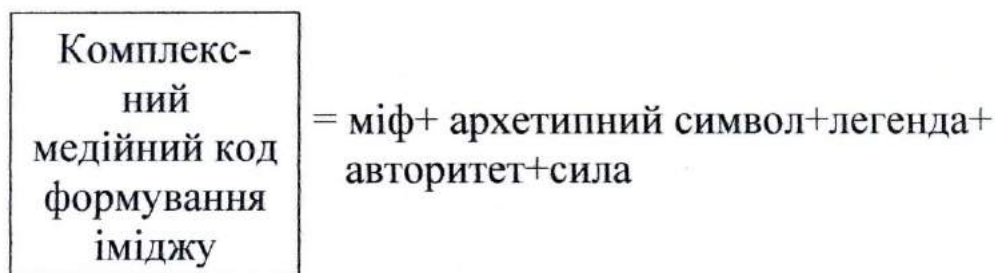 Комплекс-
ний
медійний код
формування
іміджу
= міф+ архетипний символ+легенда+
авторитет+сила